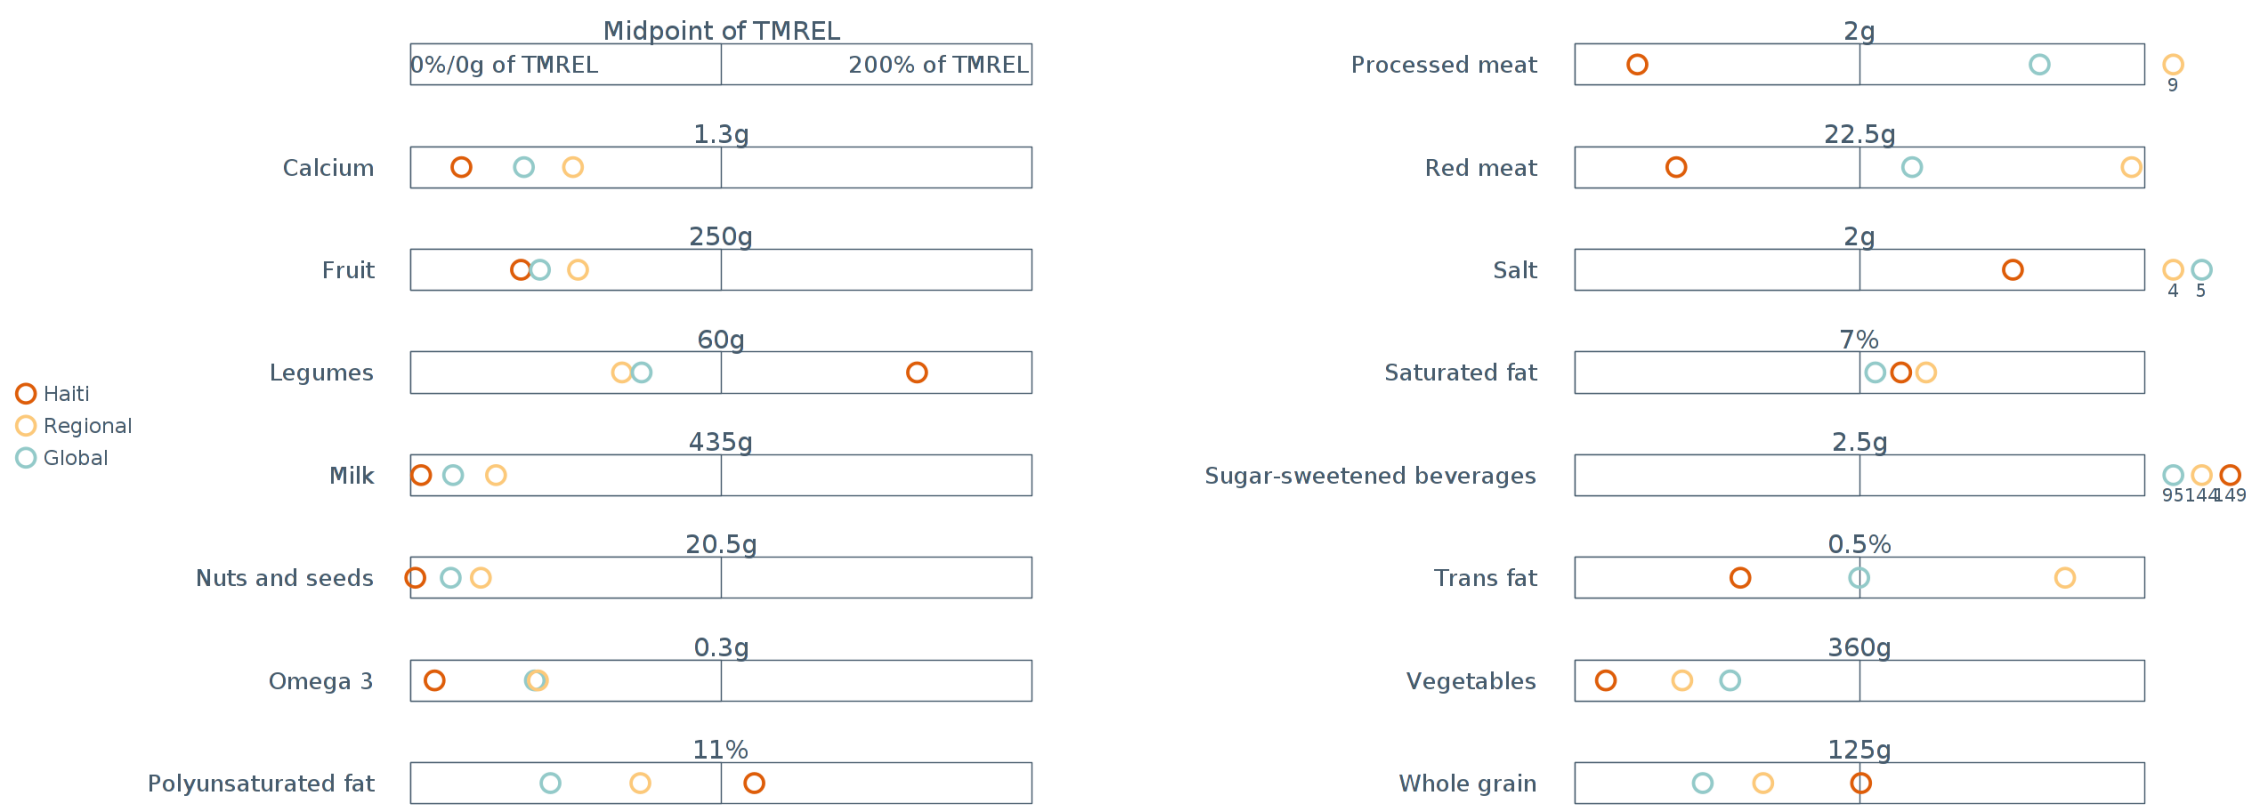 Midpoint of TMREL
0%/0g of TMREL 200% of TMREL
1.3g
Calcium
250g
Fruit
60g
Legumes
435g
Milk
20.5g
Nuts and seeds
0.3g
Omega 3
11%
Polyunsaturated fat
Haiti
Regional
Global
2g
Processed meat
9
22.5g
Red meat
2g
Salt
4 5
7%
Saturated fat
2.5g
Sugar-sweetened beverages
95 144 149
0.5%
Trans fat
360g
Vegetables
125g
Whole grain